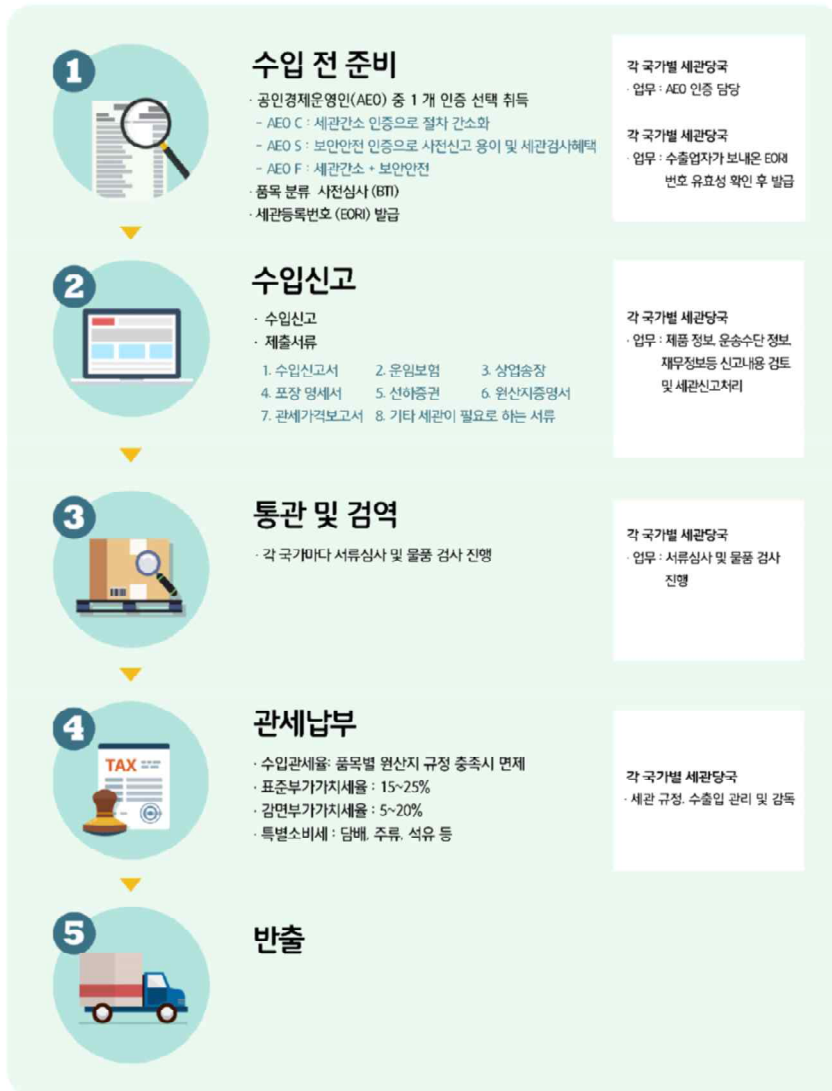 1
수입 전 준비
· 공인경제운영인(AEO) 중 1 개 인증 선택 취득
- AEO C : 세관간소 인증으로 절차 간소화
- AEO S : 보안안전 인증으로 사전신고 용이 및 세관검사혜택
- AEO F : 세관간소 + 보안안전
· 품목 분류 사전심사 (BTI)
· 세관등록번호 (EORI) 발급
각 국가별 세관당국
· 업무 : AEO 인증 담당
각 국가별 세관당국
· 업무 : 수출업자가 보내온 EORI
번호 유효성 확인 후 발급
2
수입신고
· 수입신고
· 제출서류
1. 수입신고서 2. 운임보험 3. 상업송장
4. 포장 명세서 5. 선하증권 6. 원산지증명서
7. 관세가격보고서 8. 기타 세관이 필요로 하는 서류
각 국가별 세관당국
· 업무 : 제품 정보, 운송수단 정보,
재무정보등 신고내용 검토
및 세관신고처리
3
통관 및 검역
· 각 국가마다 서류심사 및 물품 검사 진행
각 국가별 세관당국
· 업무 : 서류심사 및 물품 검사
진행
4
TAX
관세납부
· 수입관세율: 품목별 원산지 규정 충족시 면제
· 표준부가가치세율 : 15~25%
· 감면부가가치세율 : 5~20%
· 특별소비세 : 담배, 주류, 석유 등
각 국가별 세관당국
· 세관 규정, 수출입 관리 및 감독
5
반출